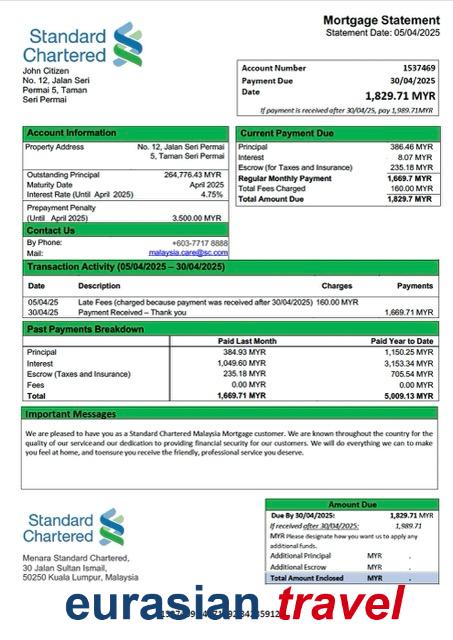 Mortgage Statement
Statement Date: 05/04/2025
Standard
Chartered
John Citizen
No. 12, Jalan Seri
Permai 5, Taman
Seri Permai
Account Number 1537469
Payment Due 30/04/2025
Date
1,829.71 MYR
If payment is received after 30/04/25, pay 1,989.71MYR
Account Information
Property Address No. 12, Jalan Seri Permai
5, Taman Seri Permai
Outstanding Principal 264,776.43 MYR
Maturity Date April 2025
Interest Rate (Until April 2025) 4.75%
Prepayment Penalty
(Until April 2025) 3,500.00 MYR
Current Payment Due
Principal 386.46 MYR
Interest 8.07 MYR
Escrow (for Taxes and Insurance) 235.18 MYR
Regular Monthly Payment 1,669.7 MYR
Total Fees Charged 160.00 MYR
Total Amount Due 1,829.7 MYR
Contact Us
By Phone: +603-7717 8888
Mail: malaysia.care@sc.com
Transaction Activity (05/04/2025 – 30/04/2025)
Date Description Charges Payments
05/04/25 Late Fees (charged because payment was received after 30/04/2025) 160.00 MYR
30/04/25 Payment Received – Thank you 1,669.71 MYR
Past Payments Breakdown
Paid Last Month Paid Year to Date
Principal 384.93 MYR 1,150.25 MYR
Interest 1,049.60 MYR 3,153.34 MYR
Escrow (Taxes and Insurance) 235.18 MYR 705.54 MYR
Fees 0.00 MYR 0.00 MYR
Total 1,669.71 MYR 5,009.13 MYR
Important Messages
We are pleased to have you as a Standard Chartered Malaysia Mortgage customer. We are known throughout the country for the
quality of our serviceand our dedication to providing financial security for our customers. We will do everything we can to make
you feel at home, and toensure you receive the friendly, professional service you deserve.
Standard
Chartered
Menara Standard Chartered,
30 Jalan Sultan Ismail,
50250 Kuala Lumpur, Malaysia
Amount Due
Due By 30/04/2025: 1,829.71 MYR
If received after 30/04/2025: 1,989.71
MYR Please designate how you want us to apply any
additional funds.
Additional Principal MYR .
Additional Escrow MYR .
Total Amount Enclosed MYR .
eurasian travel